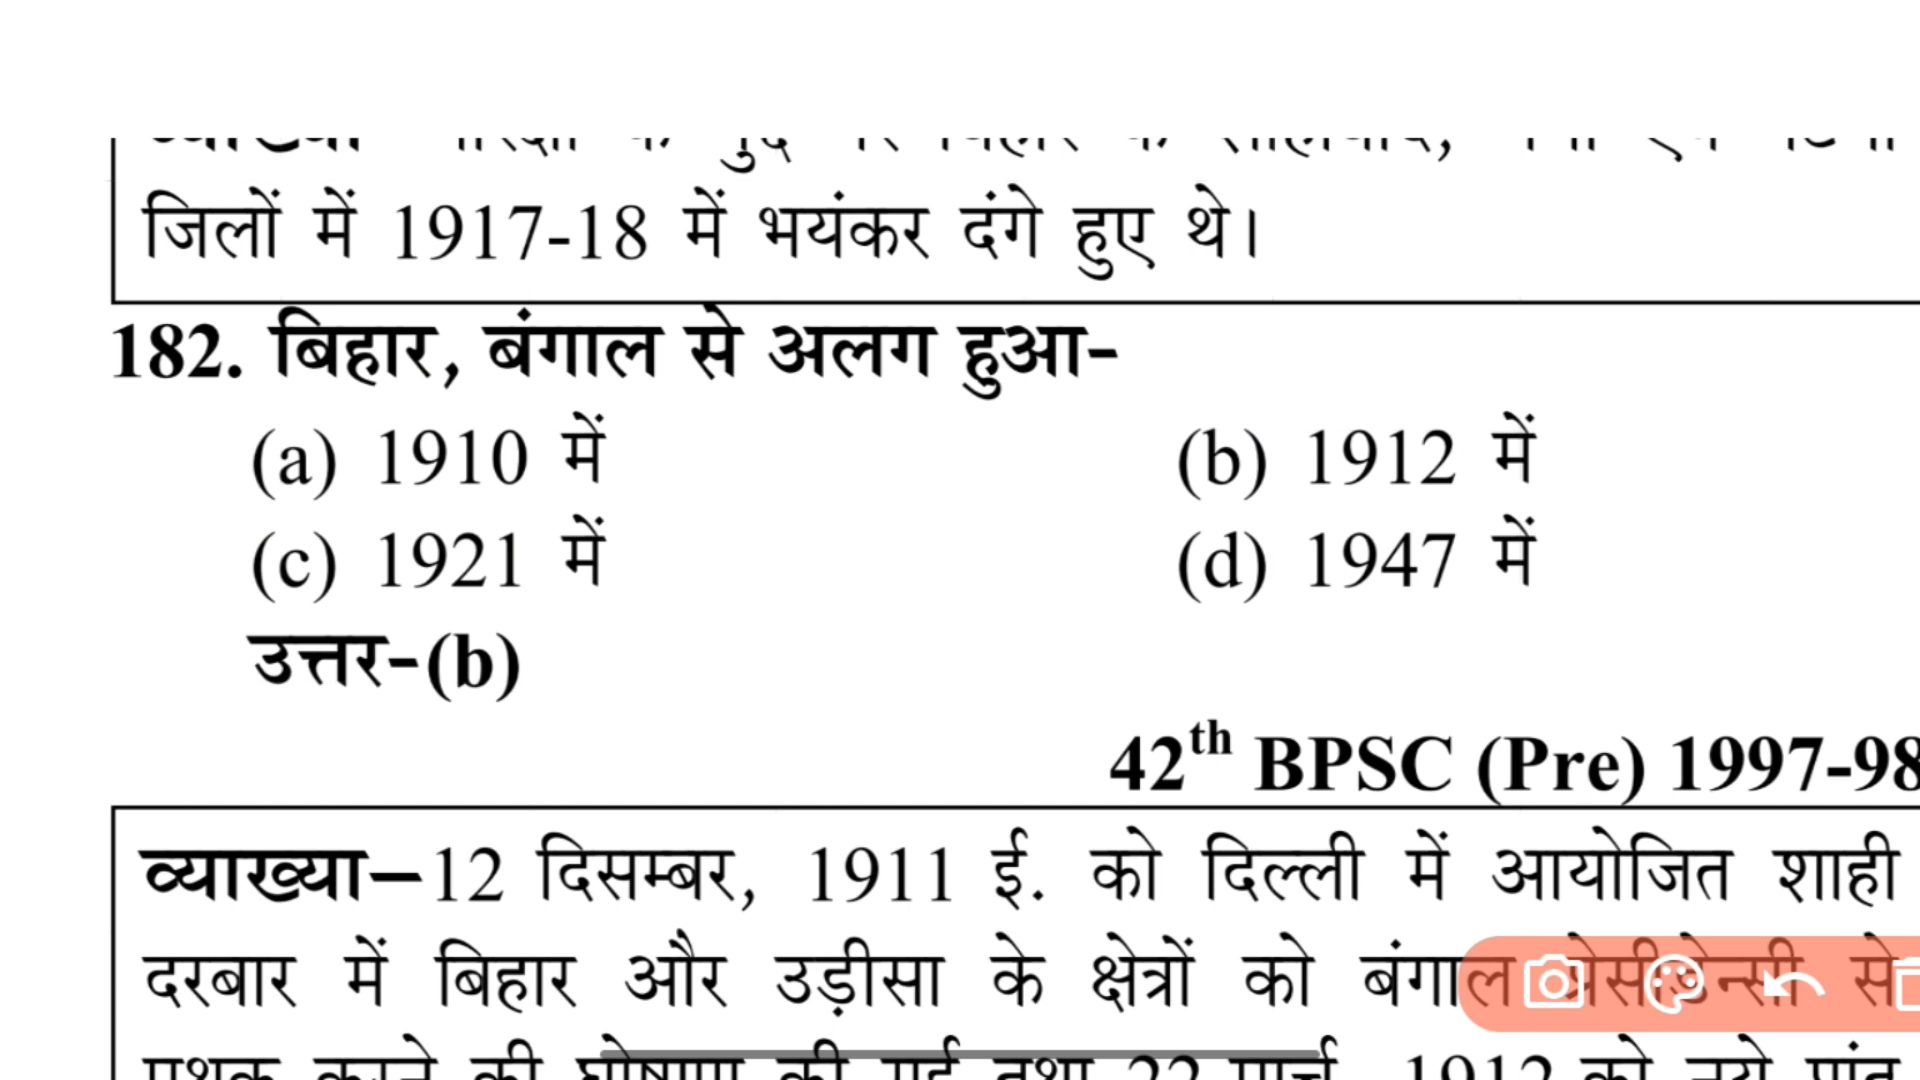 जिलों में 1917-18 में भयंकर दंगे हुए थे।
182. बिहार, बंगाल से अलग हुआ-
(a) 1910 में (b) 1912 में
(c) 1921 में (d) 1947 में
उत्तर-(b)
42th BPSC (Pre) 1997-98
व्याख्या–12 दिसम्बर, 1911 ई. को दिल्ली में आयोजित शाही
दरबार में बिहार और उड़ीसा के क्षेत्रों को बंगाल प्रेसीडेन्सी से